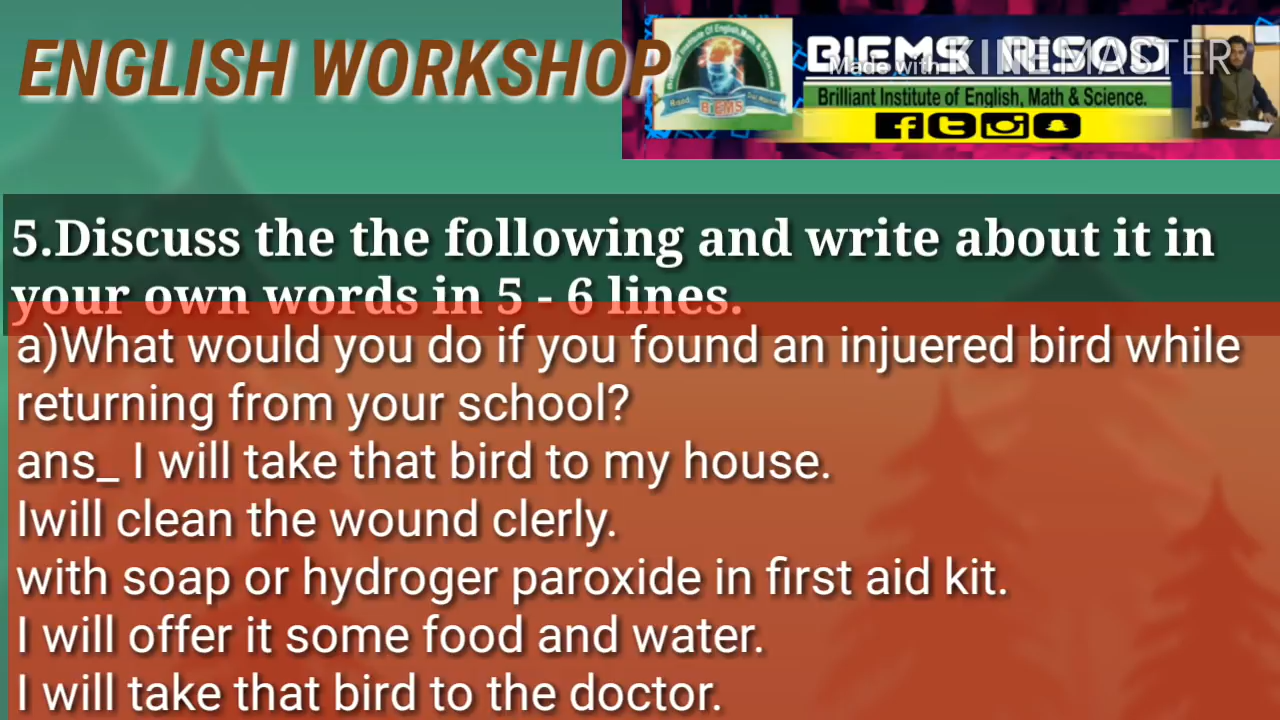 ENGLISH WORKSHOP
BIEMS
Made with KINEMASTER
Brilliant Institute of English, Math & Science.
BIEMS
5.Discuss the the following and write about it in
your own words in 5 - 6 lines.
a)What would you do if you found an injuered bird while
returning from your school?
ans_ I will take that bird to my house.
Iwill clean the wound clerly.
with soap or hydroger paroxide in first aid kit.
I will offer it some food and water.
I will take that bird to the doctor.